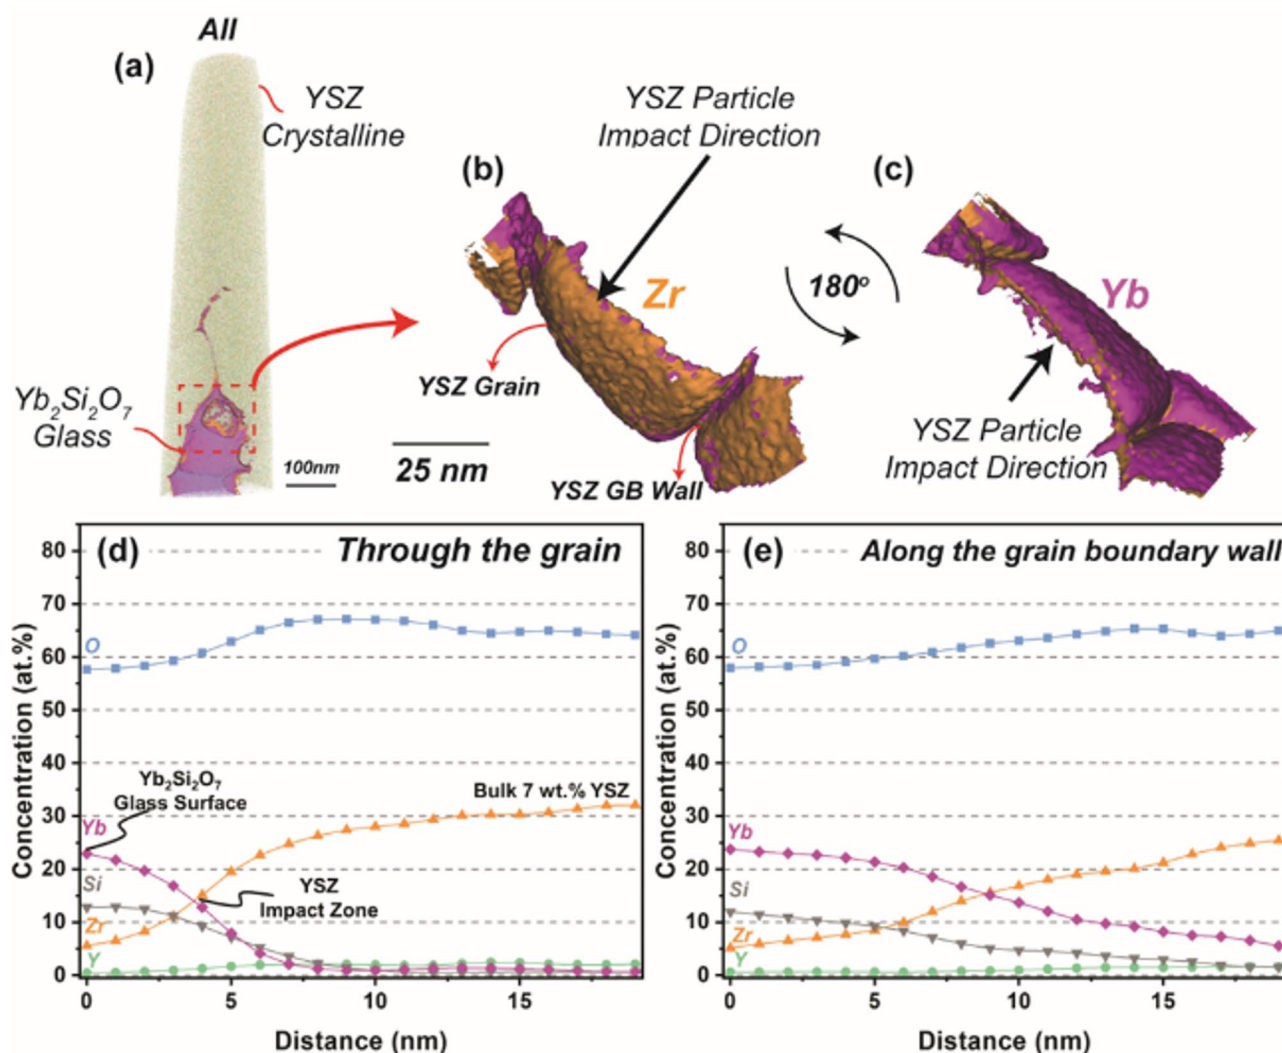 All
(a)
YSZ
Crystalline
Yb₂Si₂O₇
Glass
100nm
YSZ Particle
Impact Direction
(b)
Zr
YSZ Grain
25 nm
YSZ GB Wall
180º
(c)
Yb
YSZ Particle
Impact Direction
(d)
Through the grain
Concentration (at.%)
80
70
60
50
40
30
20
10
0
O
Yb₂Si₂O₇
Glass Surface
Bulk 7 wt.% YSZ
Yb
Si
YSZ
Impact Zone
Zr
Y
0 5 10 15
Distance (nm)
(e)
Along the grain boundary wall
Concentration (at.%)
80
70
60
50
40
30
20
10
0
O
Yb
Si
Zr
Y
0 5 10 15
Distance (nm)